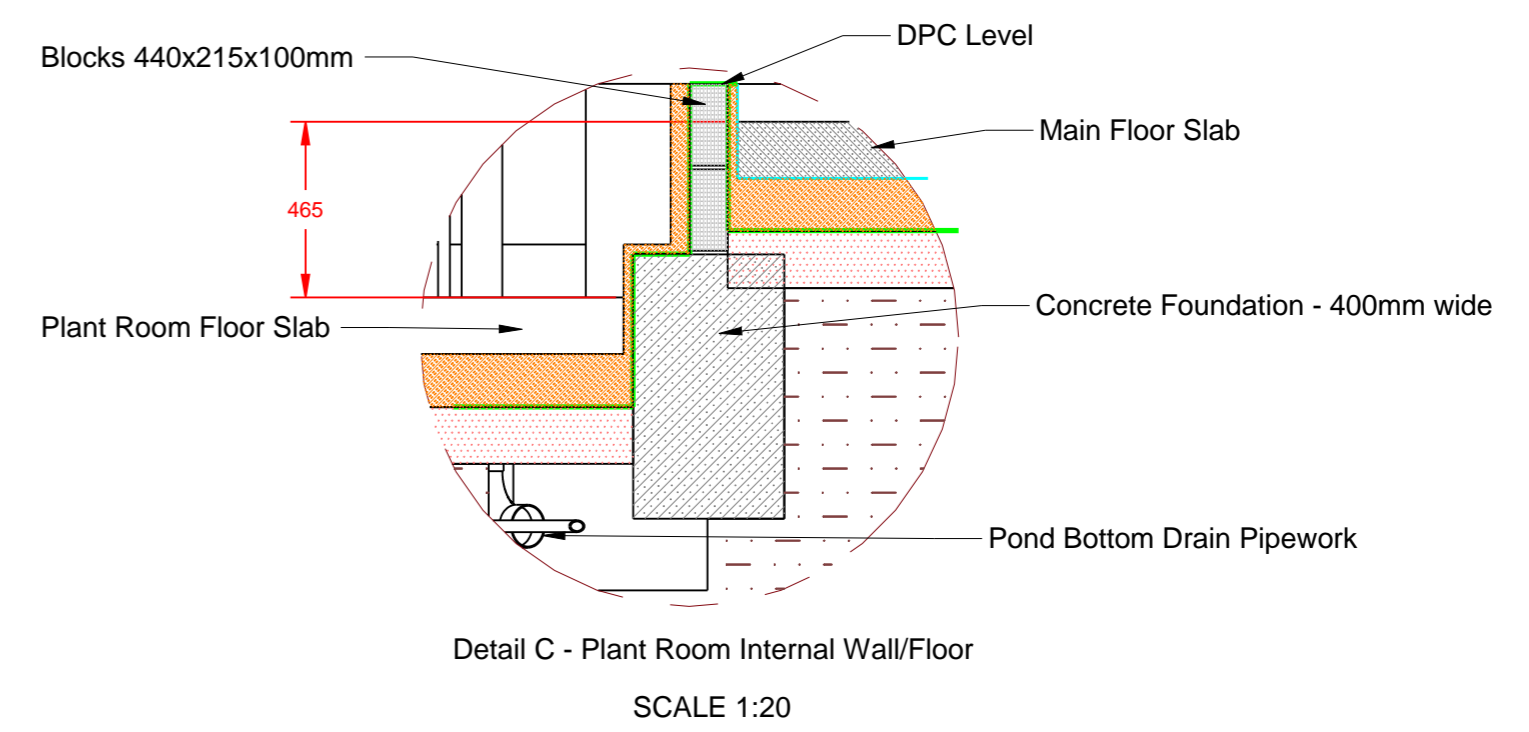 DPC Level
Blocks 440x215x100mm
Main Floor Slab
465
Concrete Foundation - 400mm wide
Plant Room Floor Slab
Pond Bottom Drain Pipework
Detail C - Plant Room Internal Wall/Floor
SCALE 1:20